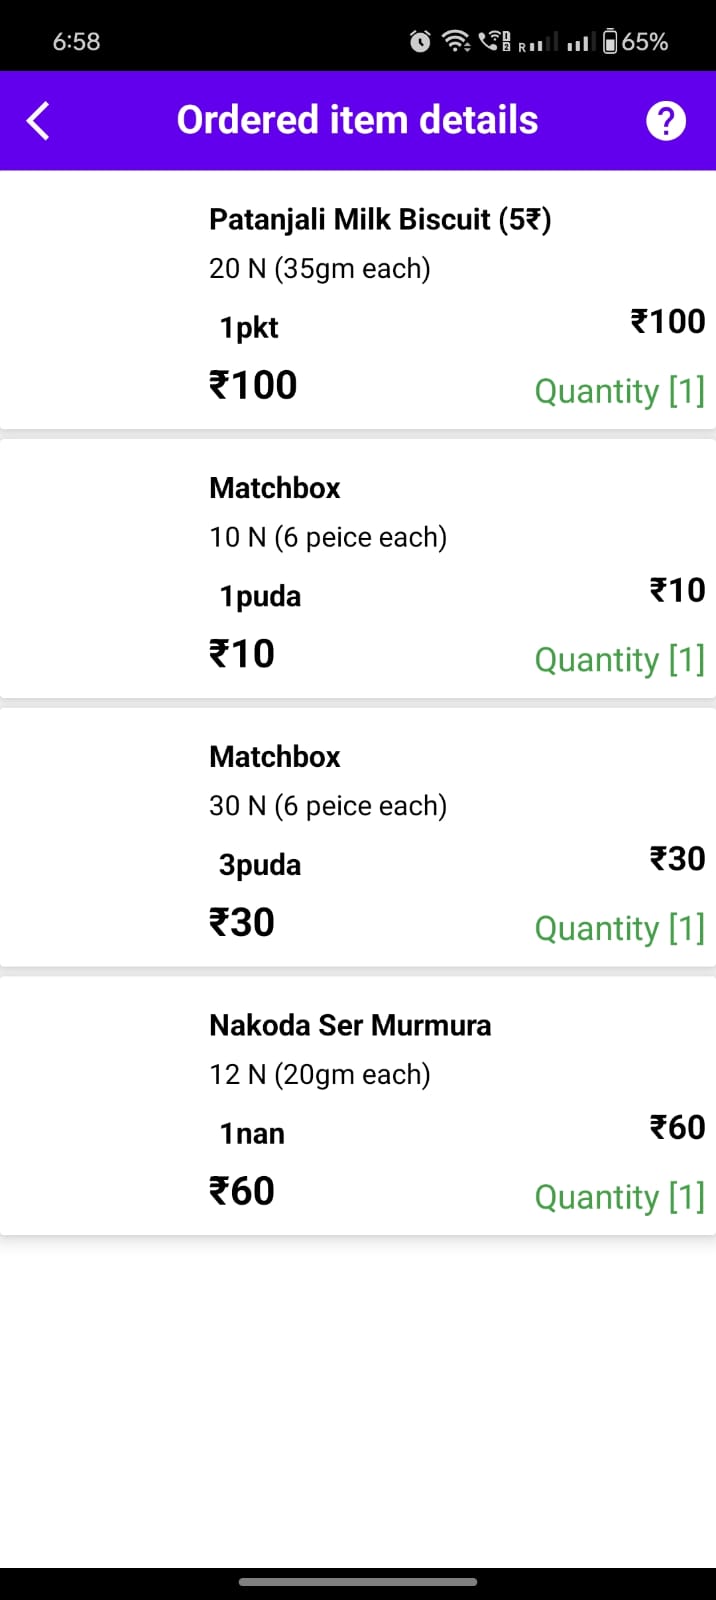 6:58
65%
Ordered item details
Patanjali Milk Biscuit (5₹)
20 N (35gm each)
1pkt
₹100
₹100
Quantity [1]
Matchbox
10 N (6 peice each)
1puda
₹10
₹10
Quantity [1]
Matchbox
30 N (6 peice each)
3puda
₹30
₹30
Quantity [1]
Nakoda Ser Murmura
12 N (20gm each)
1nan
₹60
₹60
Quantity [1]